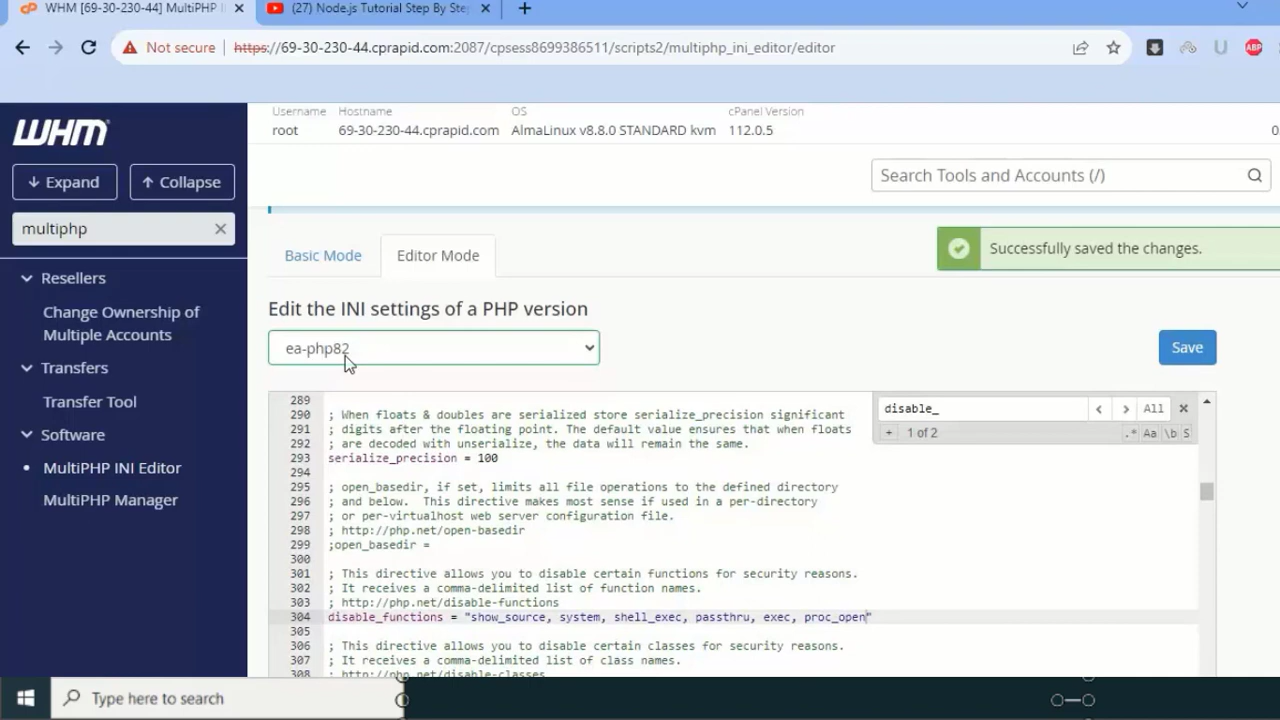 WHM [69-30-230-44] MultiPHP I
(27) Node.js Tutorial Step By Ste
Not secure
https://69-30-230-44.cprapid.com:2087/cpsess8699386511/scripts2/multiphp_ini_editor/editor
ABP
WHM
Username
Hostname
OS
cPanel Version
root
69-30-230-44.cprapid.com
AlmaLinux v8.8.0 STANDARD kvm
112.0.5
0
Expand
Collapse
Search Tools and Accounts (/)
multiphp
Resellers
Change Ownership of
Multiple Accounts
Transfers
Transfer Tool
Software
MultiPHP INI Editor
MultiPHP Manager
Basic Mode
Editor Mode
Successfully saved the changes.
Edit the INI settings of a PHP version
ea-php82
Save
disable_
All
+
1 of 2
.* Aa \b S
289
290 ; When floats & doubles are serialized store serialize_precision significant
291 ; digits after the floating point. The default value ensures that when floats
292 ; are decoded with unserialize, the data will remain the same.
293 serialize_precision = 100
294
295 ; open_basedir, if set, limits all file operations to the defined directory
296 ; and below.  This directive makes most sense if used in a per-directory
297 ; or per-virtualhost web server configuration file.
298 ; http://php.net/open-basedir
299 ;open_basedir =
300
301 ; This directive allows you to disable certain functions for security reasons.
302 ; It receives a comma-delimited list of function names.
303 ; http://php.net/disable-functions
304 disable_functions = "show_source, system, shell_exec, passthru, exec, proc_open"
305
306 ; This directive allows you to disable certain classes for security reasons.
307 ; It receives a comma-delimited list of class names.
308 ; http://php.net/disable-classes
Type here to search